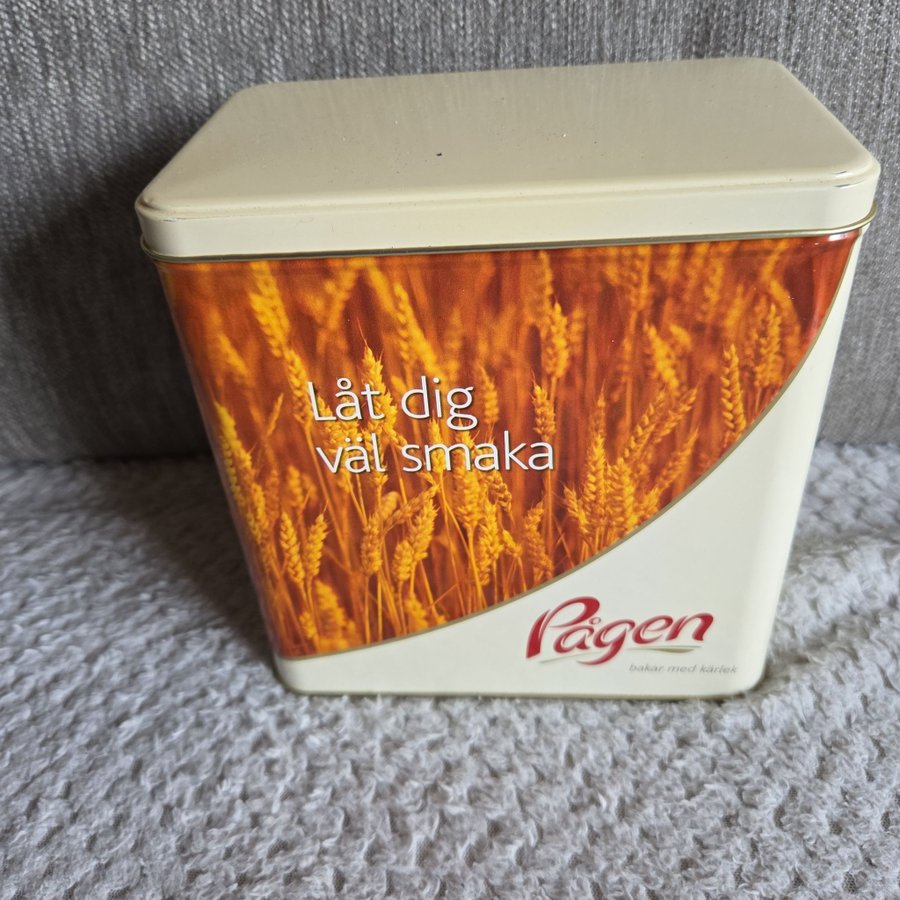 Låt dig
väl smaka
Pågen
bakar med kärlek